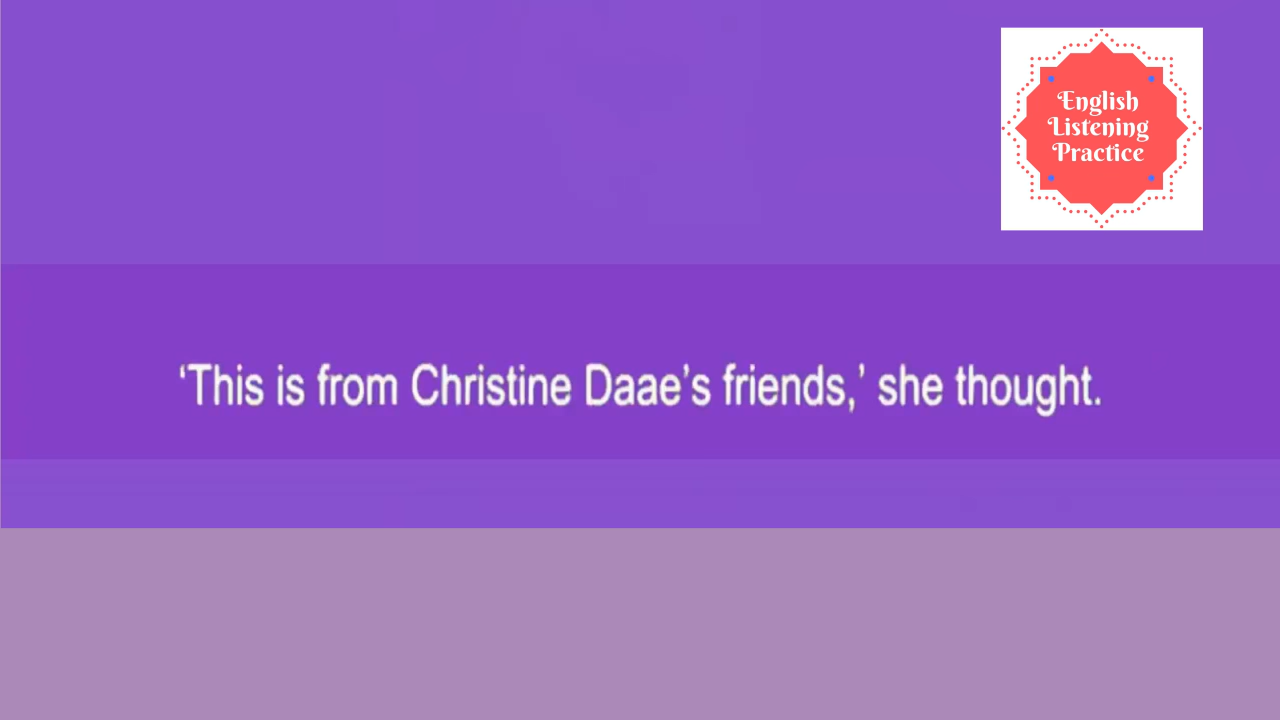 English
Listening
Practice
‘This is from Christine Daae’s friends,’ she thought.